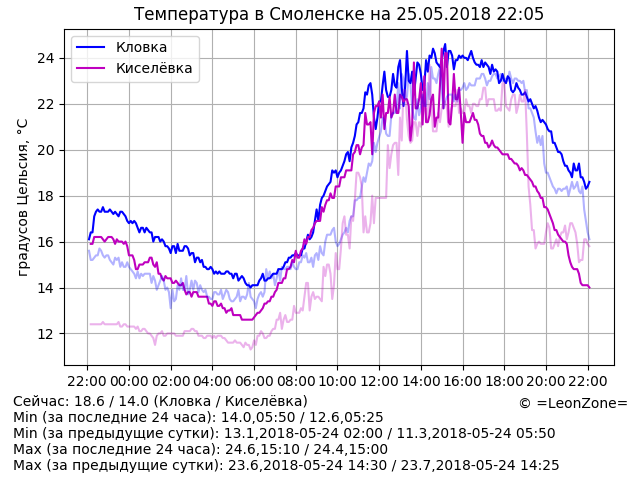 Температура в Смоленске на 25.05.2018 22:05
Кловка
Киселёвка
градусов Цельсия, °C
24
22
20
18
16
14
12
22:00 00:00 02:00 04:00 06:00 08:00 10:00 12:00 14:00 16:00 18:00 20:00 22:00
Сейчас: 18.6 / 14.0 (Кловка / Киселёвка)
© =LeonZone=
Min (за последние 24 часа): 14.0,05:50 / 12.6,05:25
Min (за предыдущие сутки): 13.1,2018-05-24 02:00 / 11.3,2018-05-24 05:50
Max (за последние 24 часа): 24.6,15:10 / 24.4,15:00
Max (за предыдущие сутки): 23.6,2018-05-24 14:30 / 23.7,2018-05-24 14:25